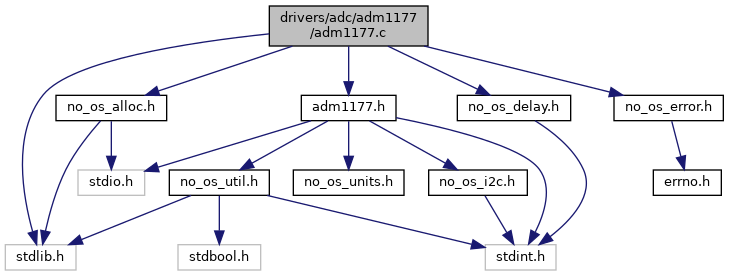 drivers/adc/adm1177
/adm1177.c
no_os_alloc.h
adm1177.h
no_os_delay.h
no_os_error.h
stdio.h
no_os_util.h
no_os_units.h
no_os_i2c.h
errno.h
stdlib.h
stdbool.h
stdint.h